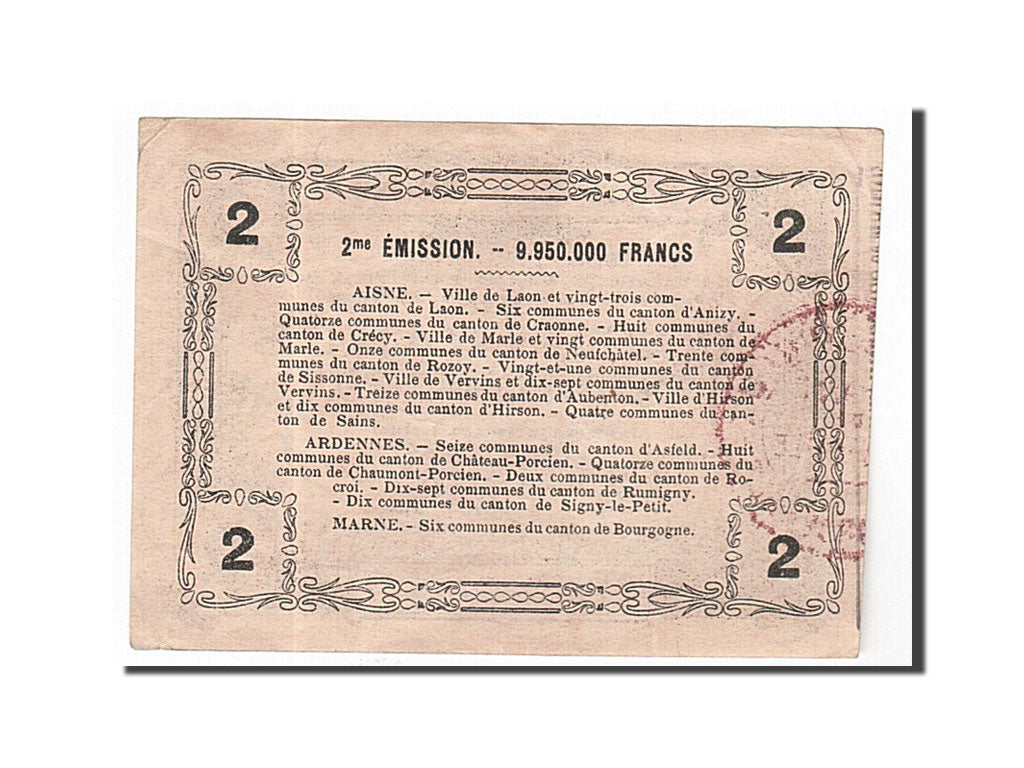 2 2
2me ÉMISSION. -- 9.950.000 FRANCS
AISNE. — Ville de Laon et vingt-trois com-
munes du canton de Laon. - Six communes du canton d'Anizy. -
Quatorze communes du canton de Craonne. - Huit communes du
canton de Crécy. - Ville de Marle et vingt communes du canton de
Marle. - Onze communes du canton de Neufchâtel. - Trente com-
munes du canton de Rozoy. - Vingt-et-une communes du canton
de Sissonne. - Ville de Vervins et dix-sept communes du canton de
Vervins. - Treize communes du canton d'Aubenton. - Ville d'Hirson
et dix communes du canton d'Hirson. - Quatre communes du can-
ton de Sains.
ARDENNES. — Seize communes du canton d'Asfeld. - Huit
communes du canton de Château-Porcien. - Quatorze communes du
canton de Chaumont-Porcien. - Deux communes du canton de Ro-
croi. - Dix-sept communes du canton de Rumigny.
- Dix communes du canton de Signy-le-Petit.
MARNE. - Six communes du canton de Bourgogne.
2 2